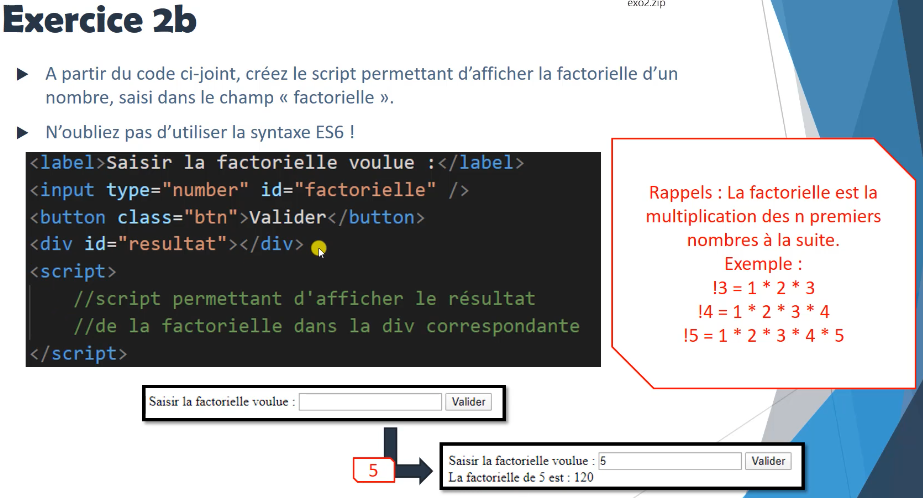 exo2.zip
Exercice 2b
A partir du code ci-joint, créez le script permettant d'afficher la factorielle d'un
nombre, saisi dans le champ « factorielle ».
N'oubliez pas d'utiliser la syntaxe ES6 !
<label>Saisir la factorielle voulue :</label>
<input type="number" id="factorielle" />
<button class="btn">Valider</button>
<div id="resultat"></div>
<script>
//script permettant d'afficher le résultat
//de la factorielle dans la div correspondante
</script>
Rappels : La factorielle est la
multiplication des n premiers
nombres à la suite.
Exemple :
!3 = 1 * 2 * 3
!4 = 1 * 2 * 3 * 4
!5 = 1 * 2 * 3 * 4 * 5
Saisir la factorielle voulue : Valider
5
Saisir la factorielle voulue : 5 Valider
La factorielle de 5 est : 120